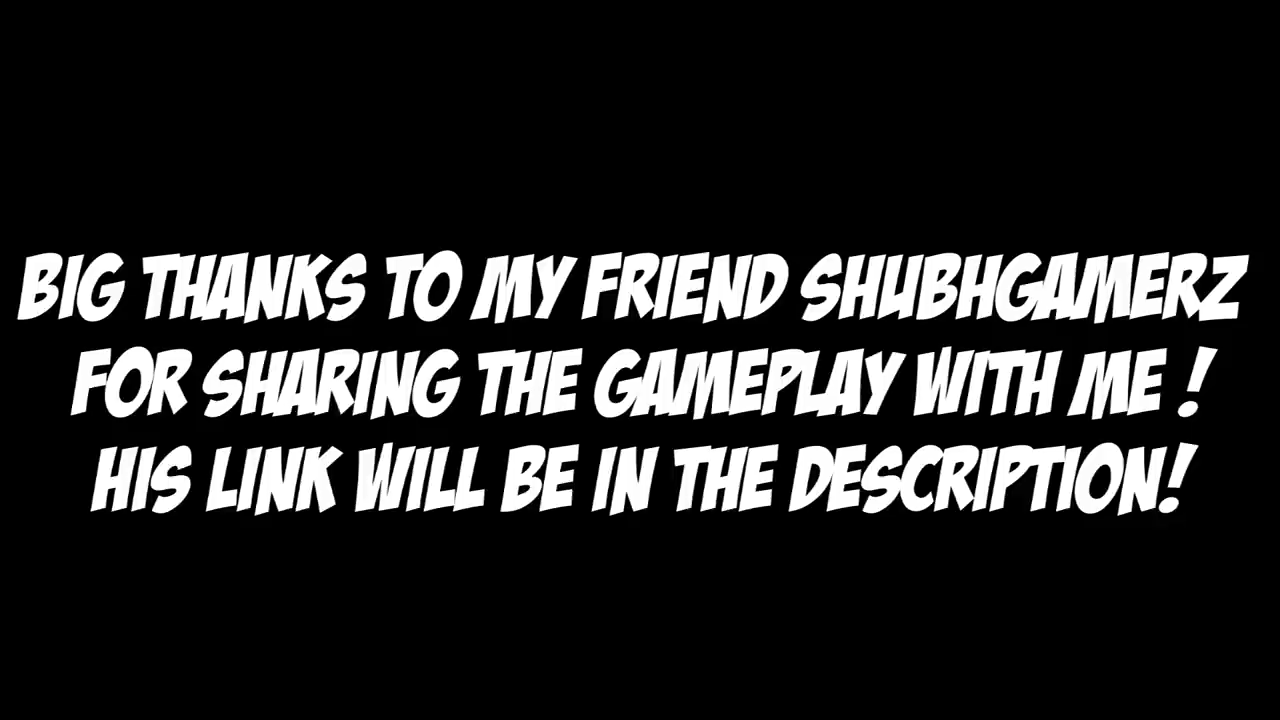 BIG THANKS TO MY FRIEND SHUBHGAMERZ
FOR SHARING THE GAMEPLAY WITH ME !
HIS LINK WILL BE IN THE DESCRIPTION!